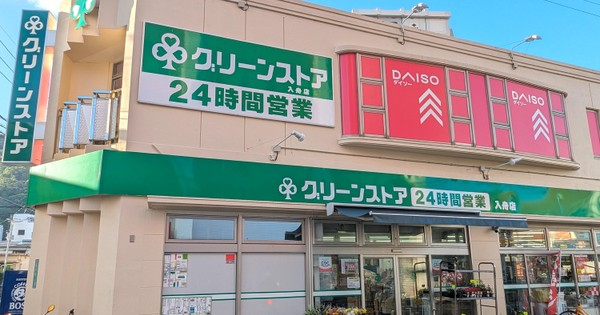 グリーンストア
グリーンストア
入舟店
24時間営業
DAISO
ダイソー
DAISO
ダイソー
グリーンストア 24時間営業 入舟店
BOSS